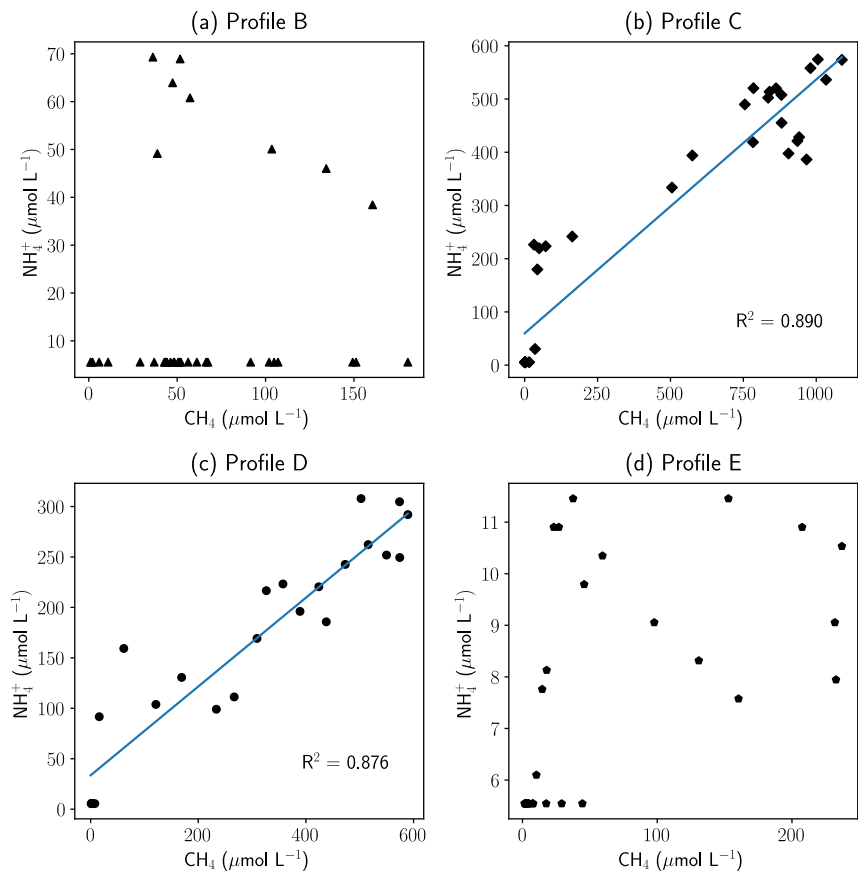 (a) Profile B
70
60
50
40
30
20
10
NH₄⁺ (μmol L⁻¹)
0 50 100 150
CH₄ (μmol L⁻¹)
(b) Profile C
600
500
400
300
200
100
0
NH₄⁺ (μmol L⁻¹)
R² = 0.890
0 250 500 750 1000
CH₄ (μmol L⁻¹)
(c) Profile D
300
250
200
150
100
50
0
NH₄⁺ (μmol L⁻¹)
R² = 0.876
0 200 400 600
CH₄ (μmol L⁻¹)
(d) Profile E
11
10
9
8
7
6
NH₄⁺ (μmol L⁻¹)
0 100 200
CH₄ (μmol L⁻¹)